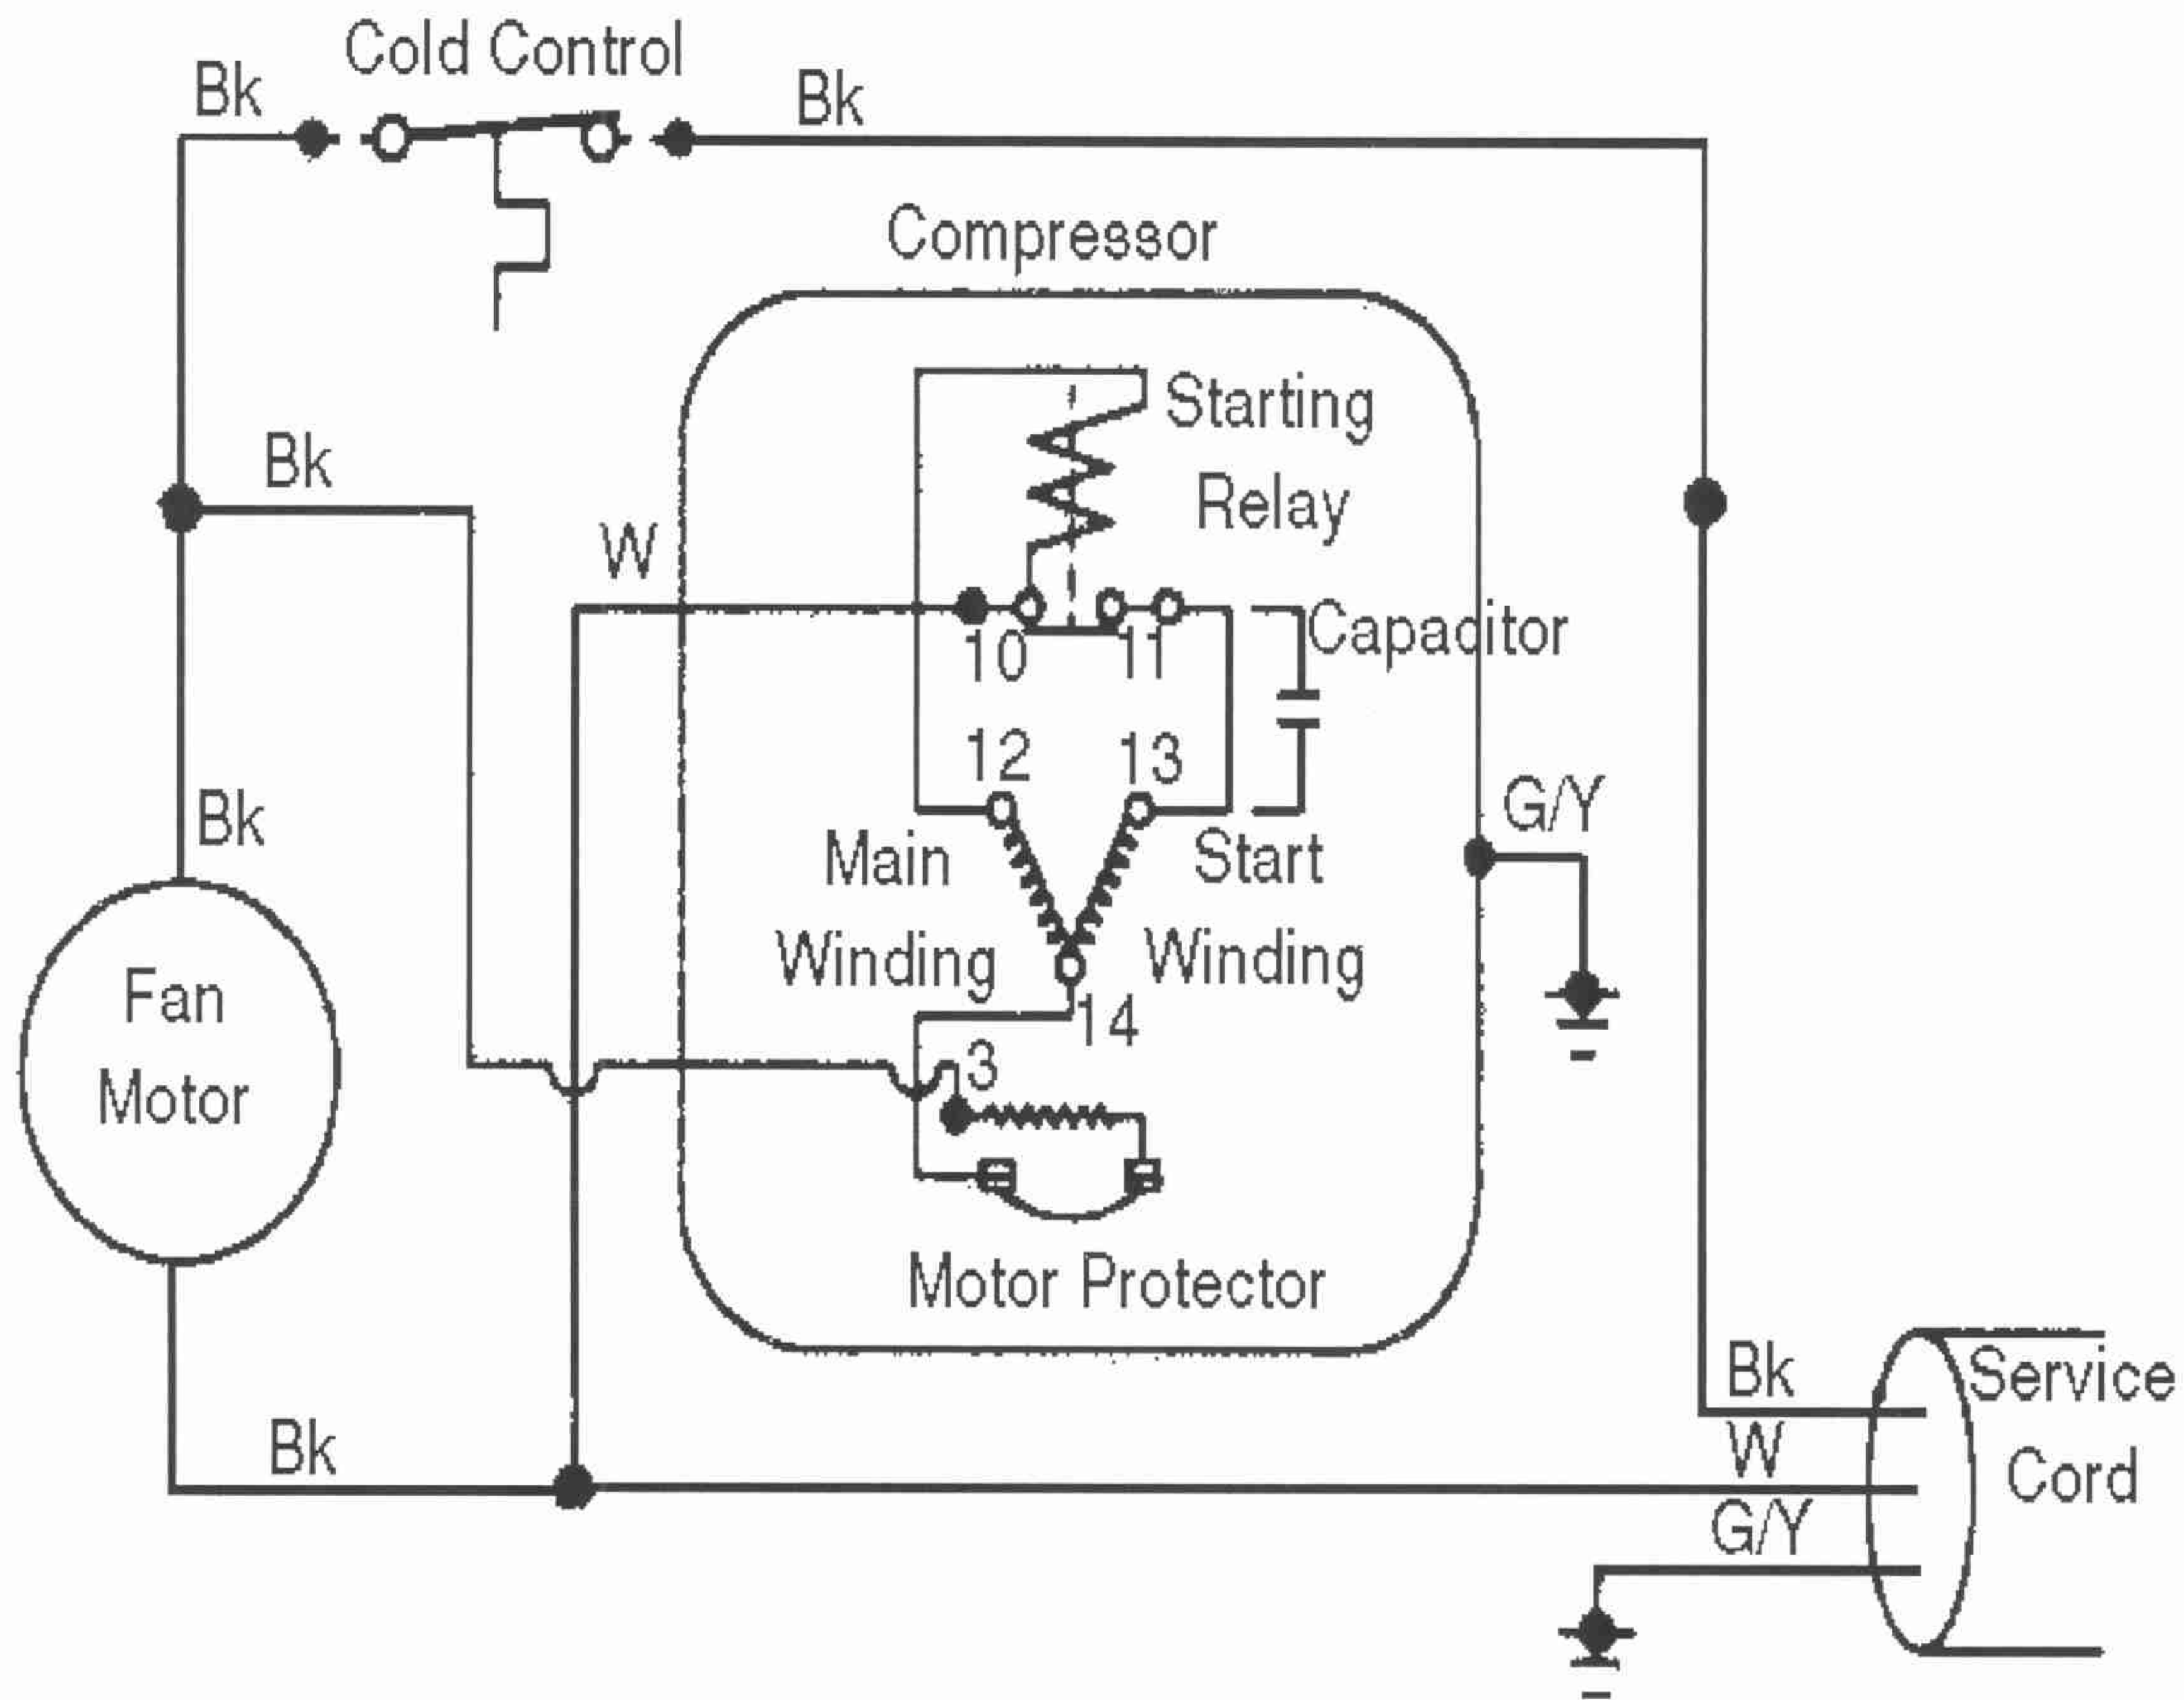 Cold Control
Bk
Bk
Compressor
Starting
Relay
Bk
W
10
11
Capacitor
12
13
Bk
G/Y
Main
Winding
Start
Winding
Fan
Motor
14
3
Motor Protector
Bk
Bk
W
G/Y
Service
Cord